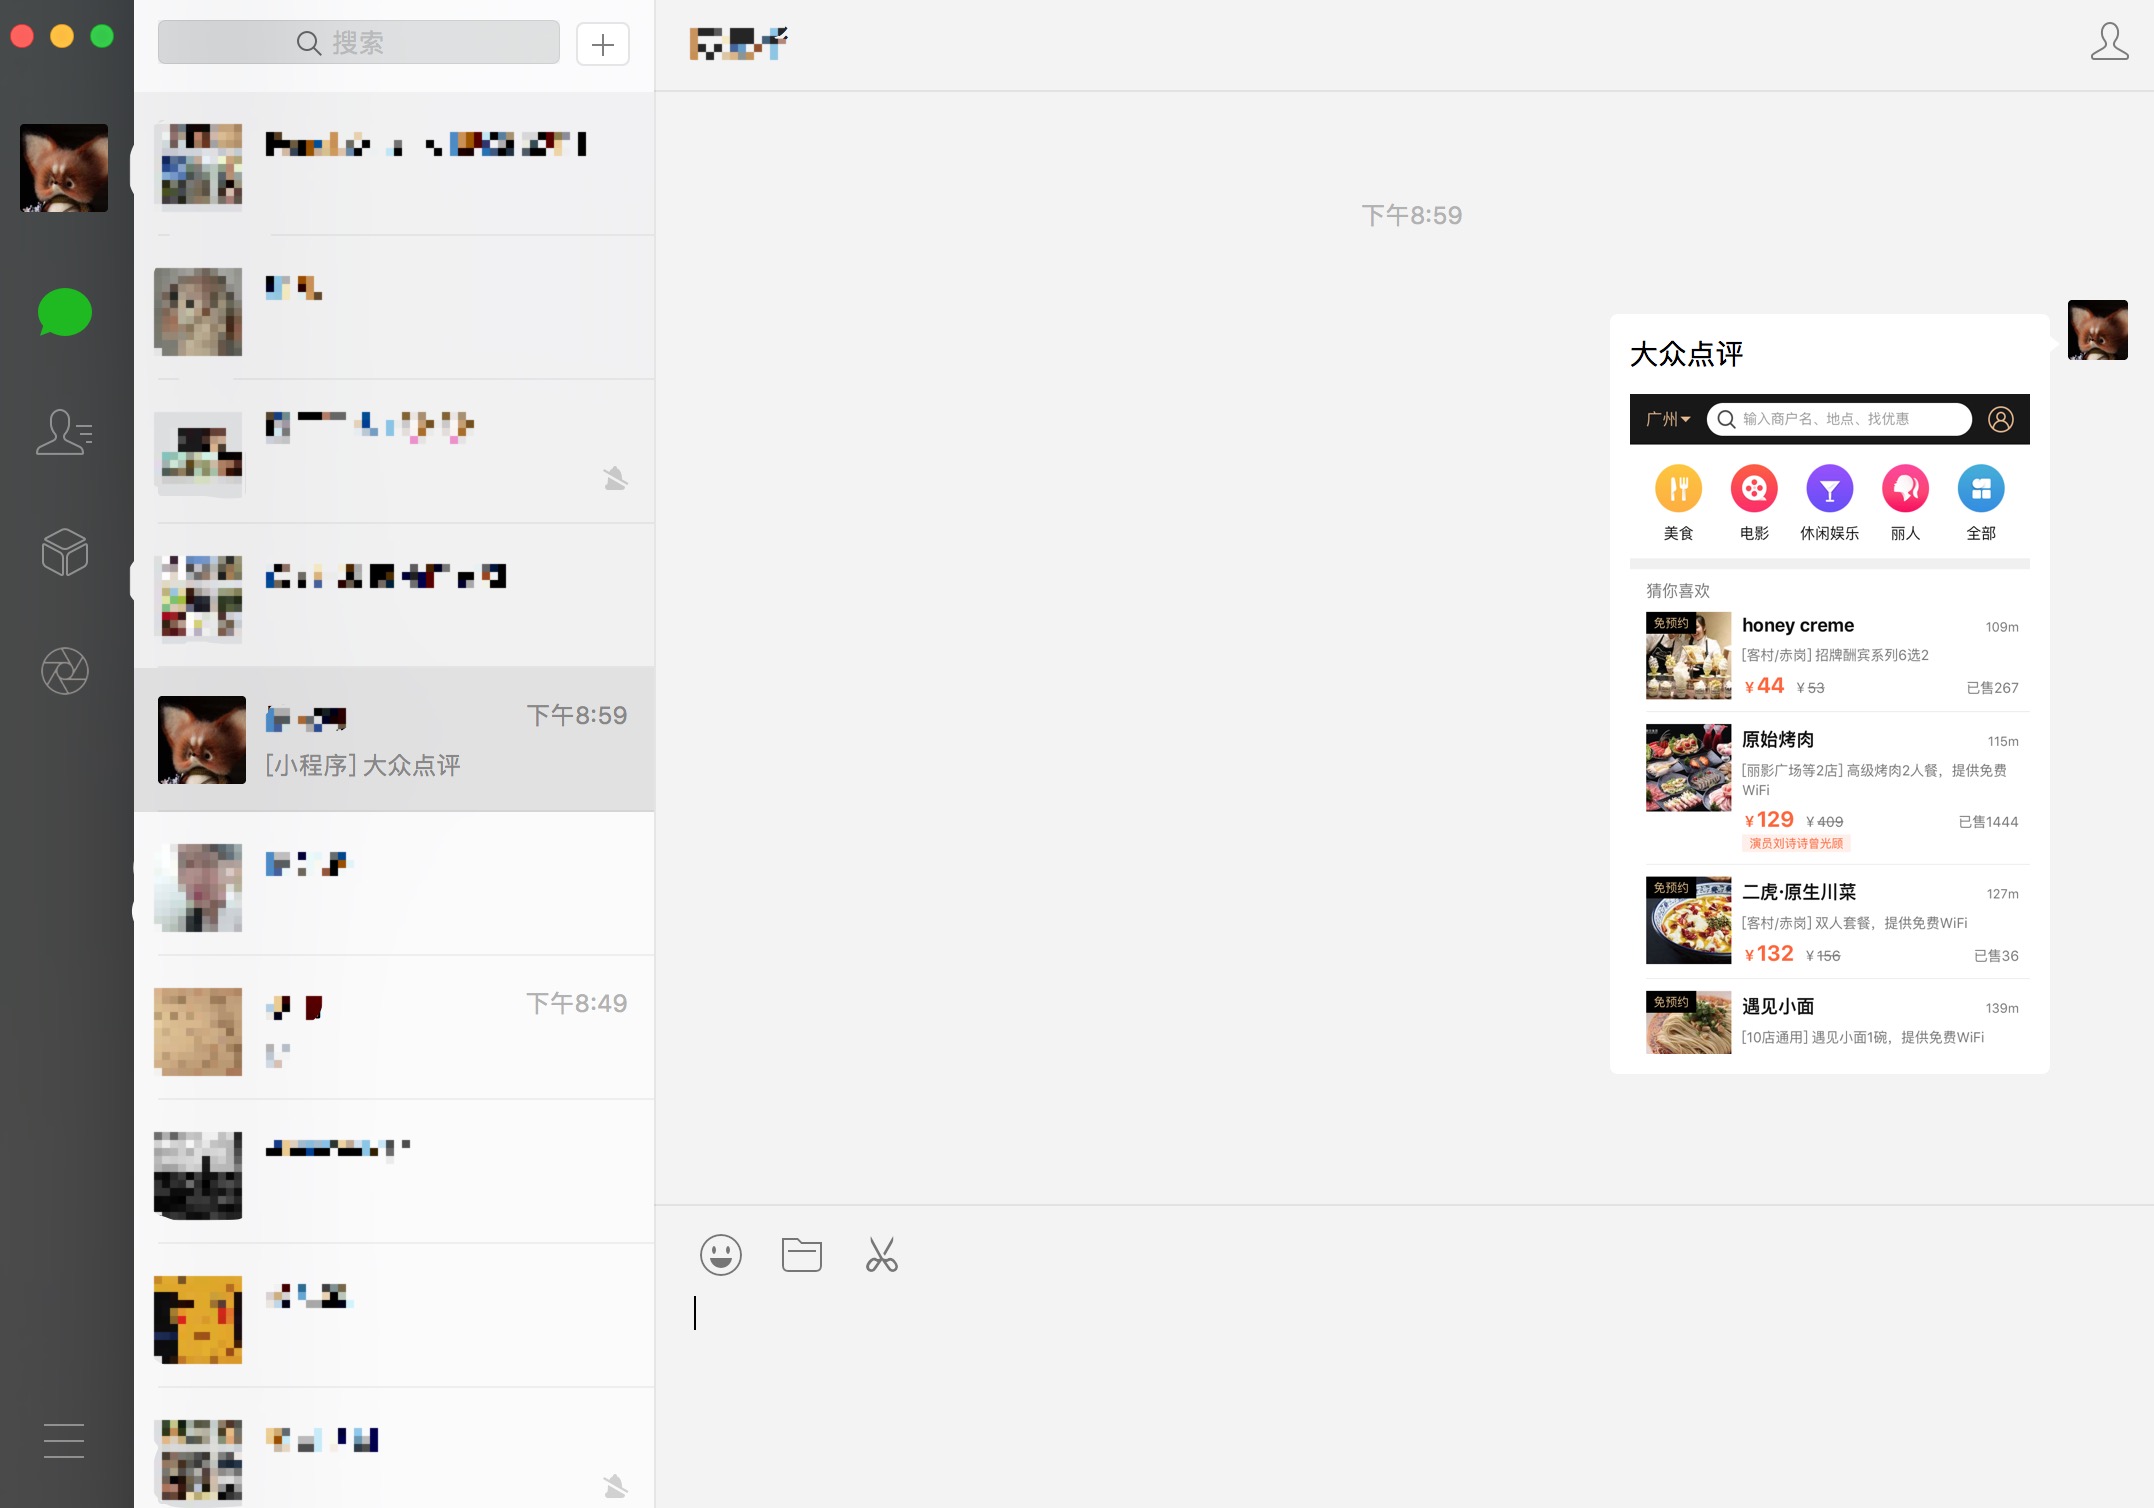 搜索
下午8:59
[小程序] 大众点评
下午8:49
下午8:59
大众点评
广州
输入商户名、地点、找优惠
美食 电影 休闲娱乐 丽人 全部
猜你喜欢
免预约
honey creme 109m
[客村/赤岗] 招牌酬宾系列6选2
¥44 ¥53 已售267
原始烤肉 115m
[丽影广场等2店] 高级烤肉2人餐，提供免费
WiFi
¥129 ¥409 已售1444
演员刘诗诗曾光顾
免预约
二虎·原生川菜 127m
[客村/赤岗] 双人套餐，提供免费WiFi
¥132 ¥156 已售36
免预约
遇见小面 139m
[10店通用] 遇见小面1碗，提供免费WiFi